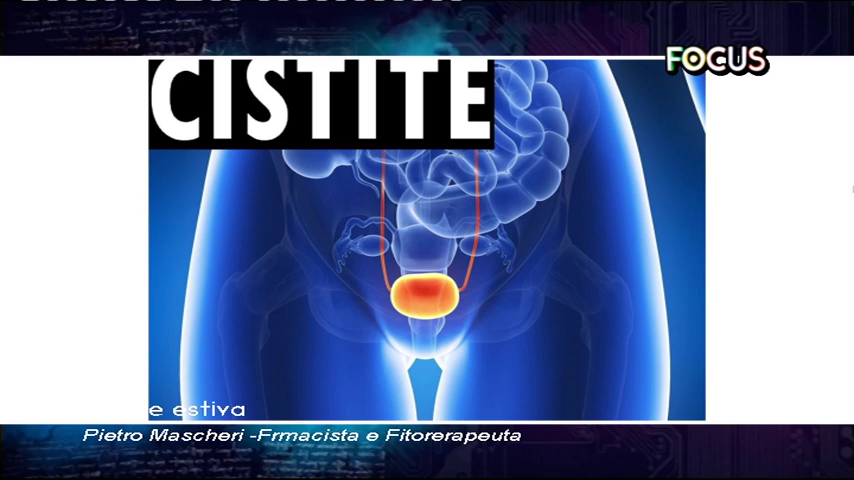 FOCUS
CISTITE
e estiva
Pietro Mascheri -Frmacista e Fitorerapeuta